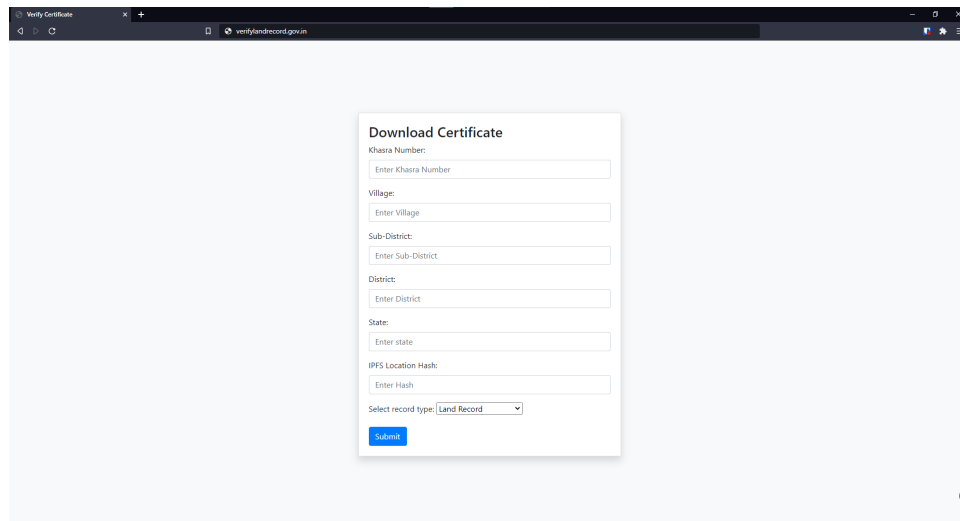 Verify Certificate
verifylandrecord.gov.in
Download Certificate
Khasra Number:
Enter Khasra Number
Village:
Enter Village
Sub-District:
Enter Sub-District
District:
Enter District
State:
Enter state
IPFS Location Hash:
Enter Hash
Select record type: Land Record
Submit